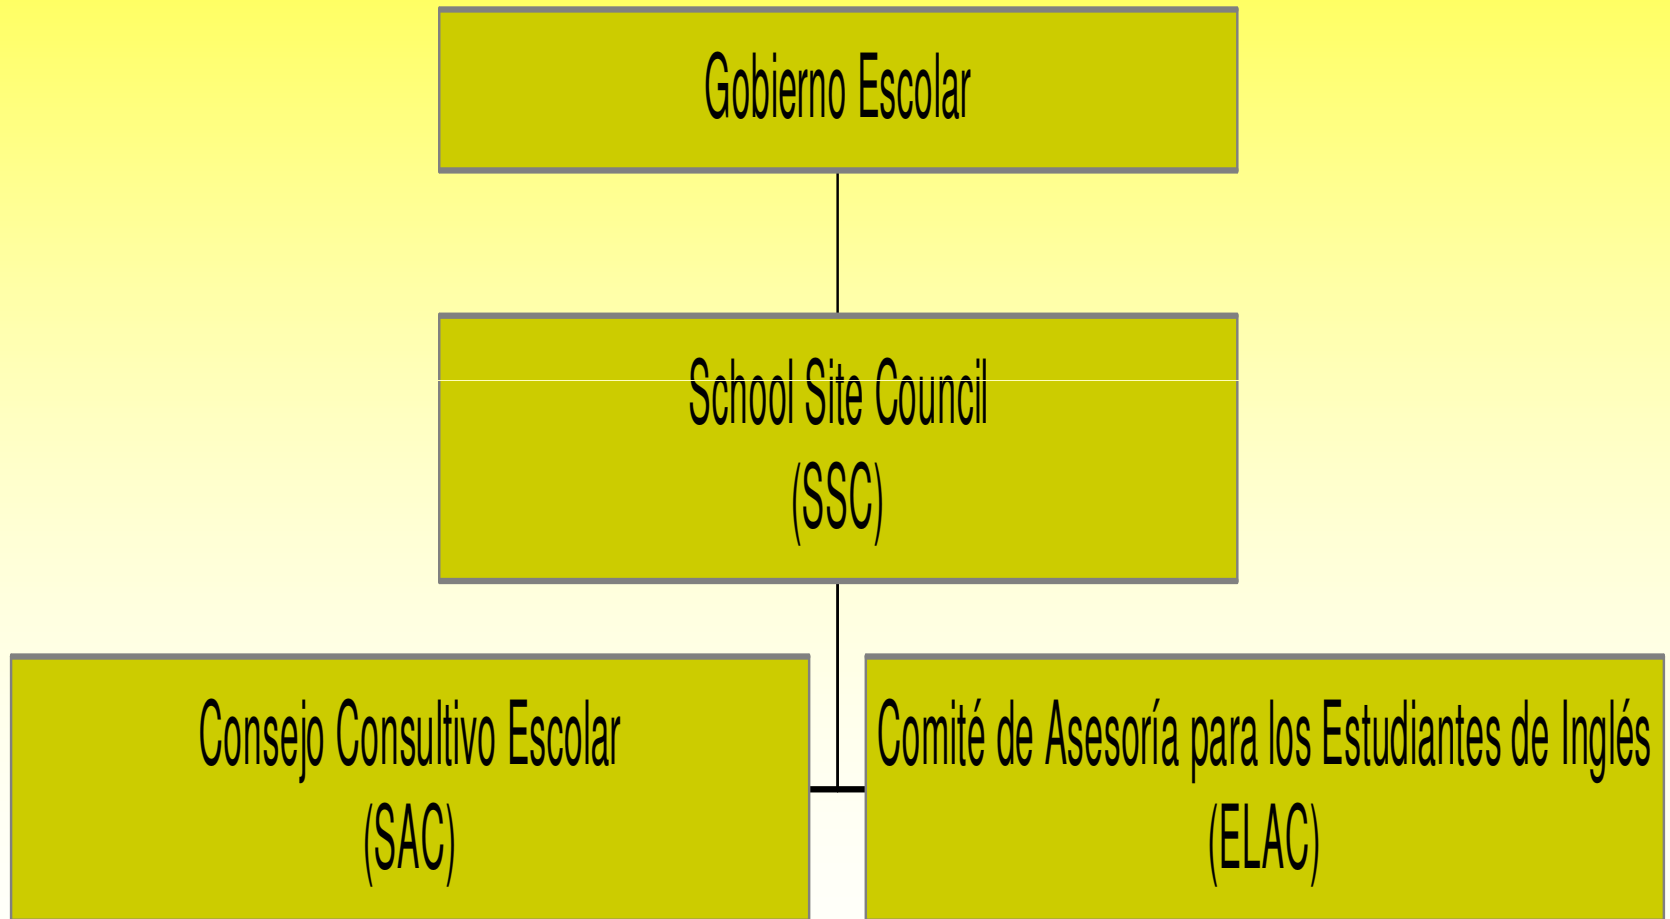 Gobierno Escolar
School Site Council
(SSC)
Consejo Consultivo Escolar
(SAC)
Comité de Asesoría para los Estudiantes de Inglés
(ELAC)